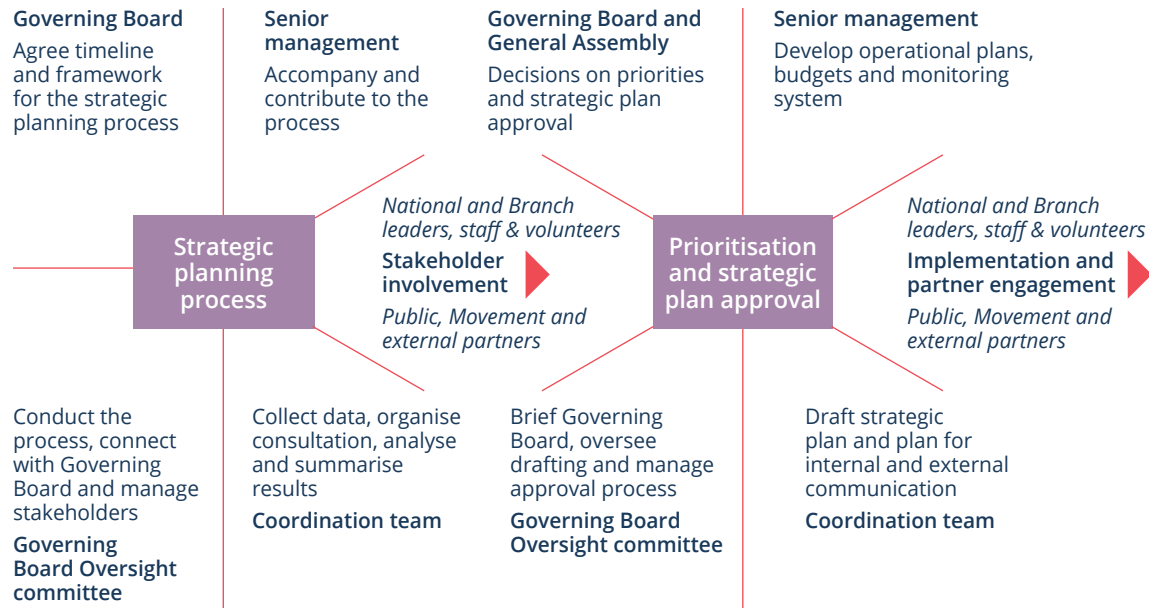 Governing Board
Agree timeline
and framework
for the strategic
planning process
Senior
management
Accompany and
contribute to the
process
Governing Board and
General Assembly
Decisions on priorities
and strategic plan
approval
Senior management
Develop operational plans,
budgets and monitoring
system
Strategic
planning
process
National and Branch
leaders, staff & volunteers
Stakeholder
involvement
Public, Movement and
external partners
Prioritisation
and strategic
plan approval
National and Branch
leaders, staff & volunteers
Implementation and
partner engagement
Public, Movement and
external partners
Conduct the
process, connect
with Governing
Board and manage
stakeholders
Governing
Board Oversight
committee
Collect data, organise
consultation, analyse
and summarise
results
Coordination team
Brief Governing
Board, oversee
drafting and manage
approval process
Governing Board
Oversight committee
Draft strategic
plan and plan for
internal and external
communication
Coordination team